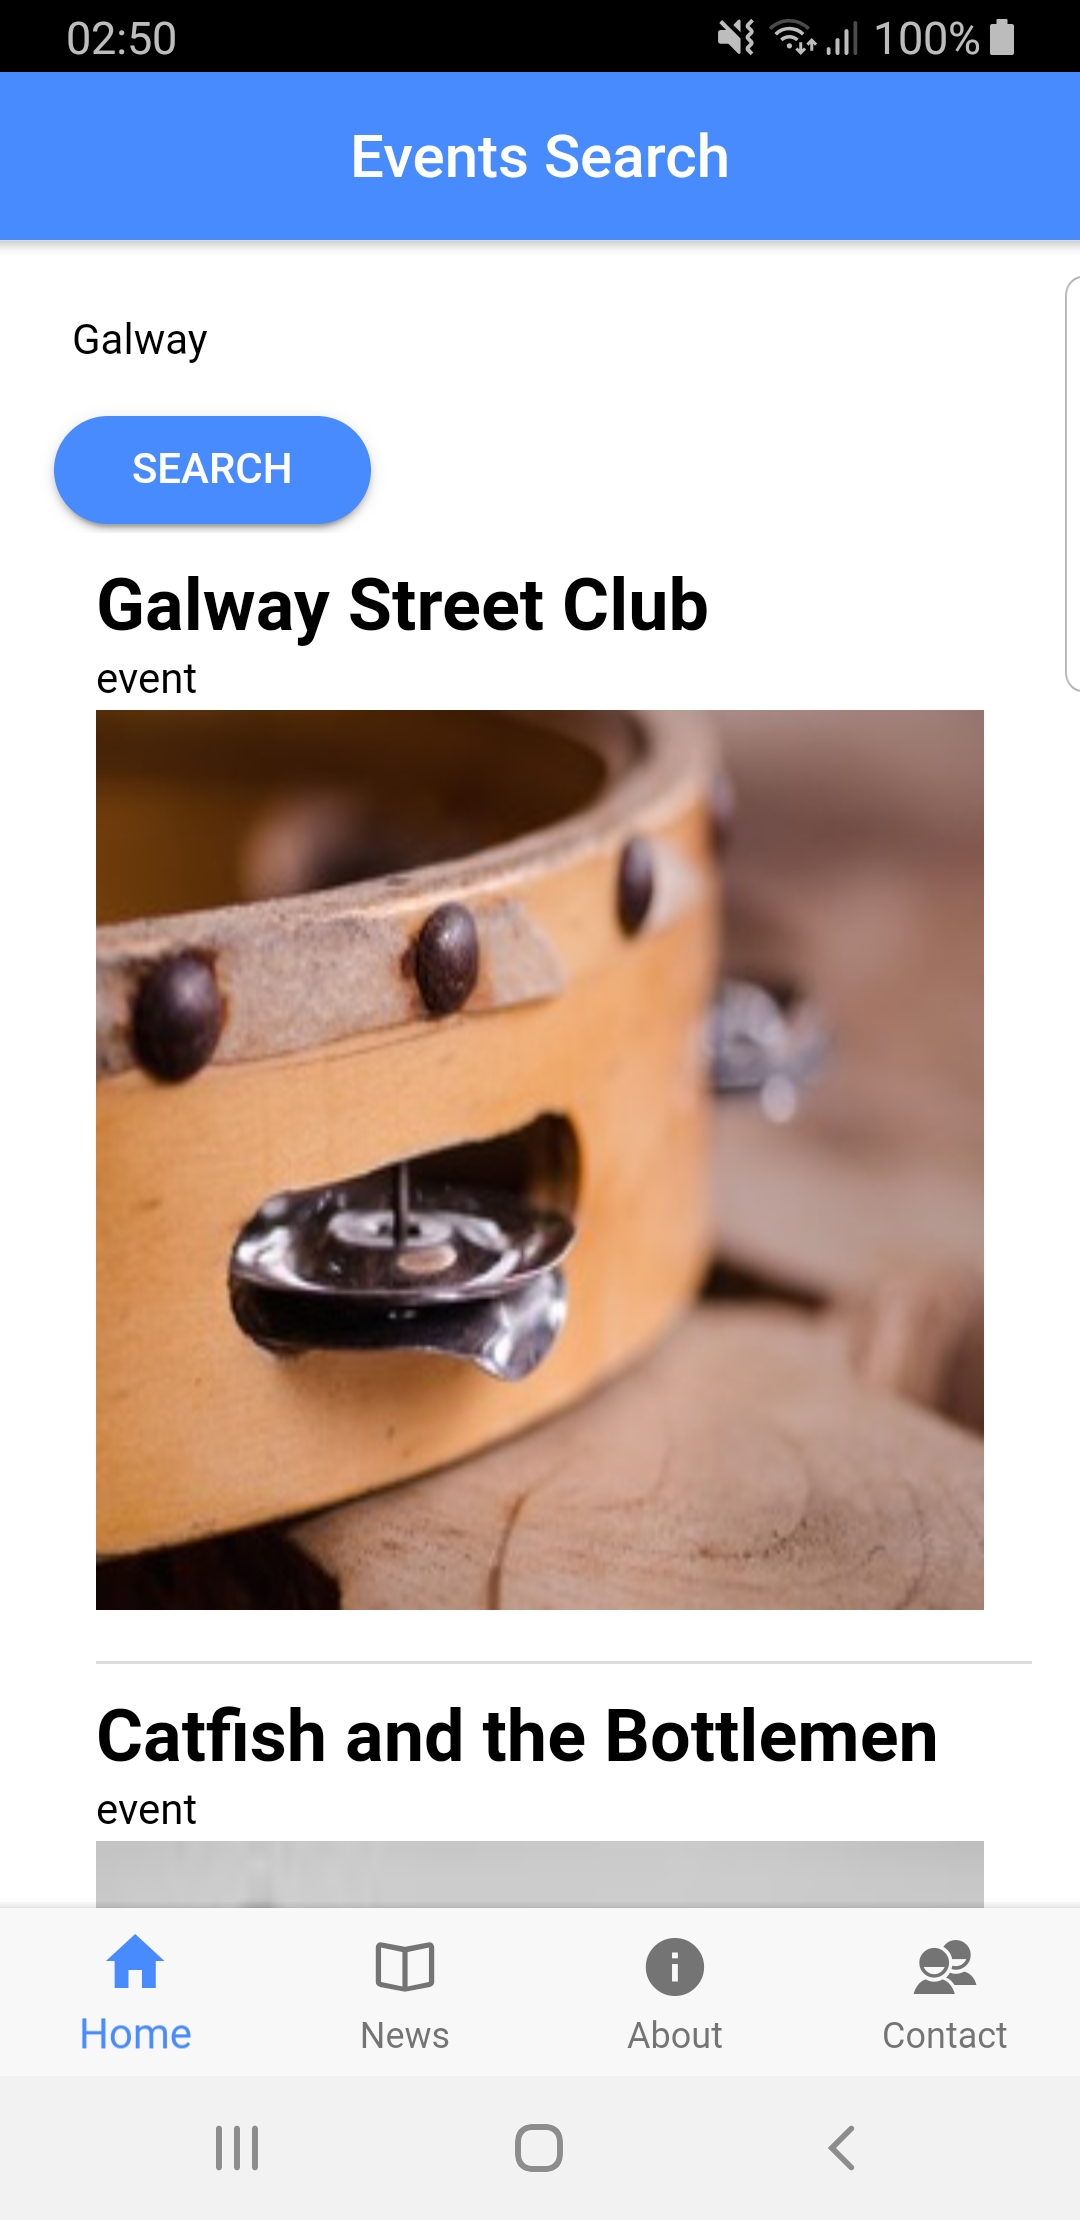 02:50
100%
Events Search
Galway
SEARCH
Galway Street Club
event
Catfish and the Bottlemen
event
Home
News
About
Contact